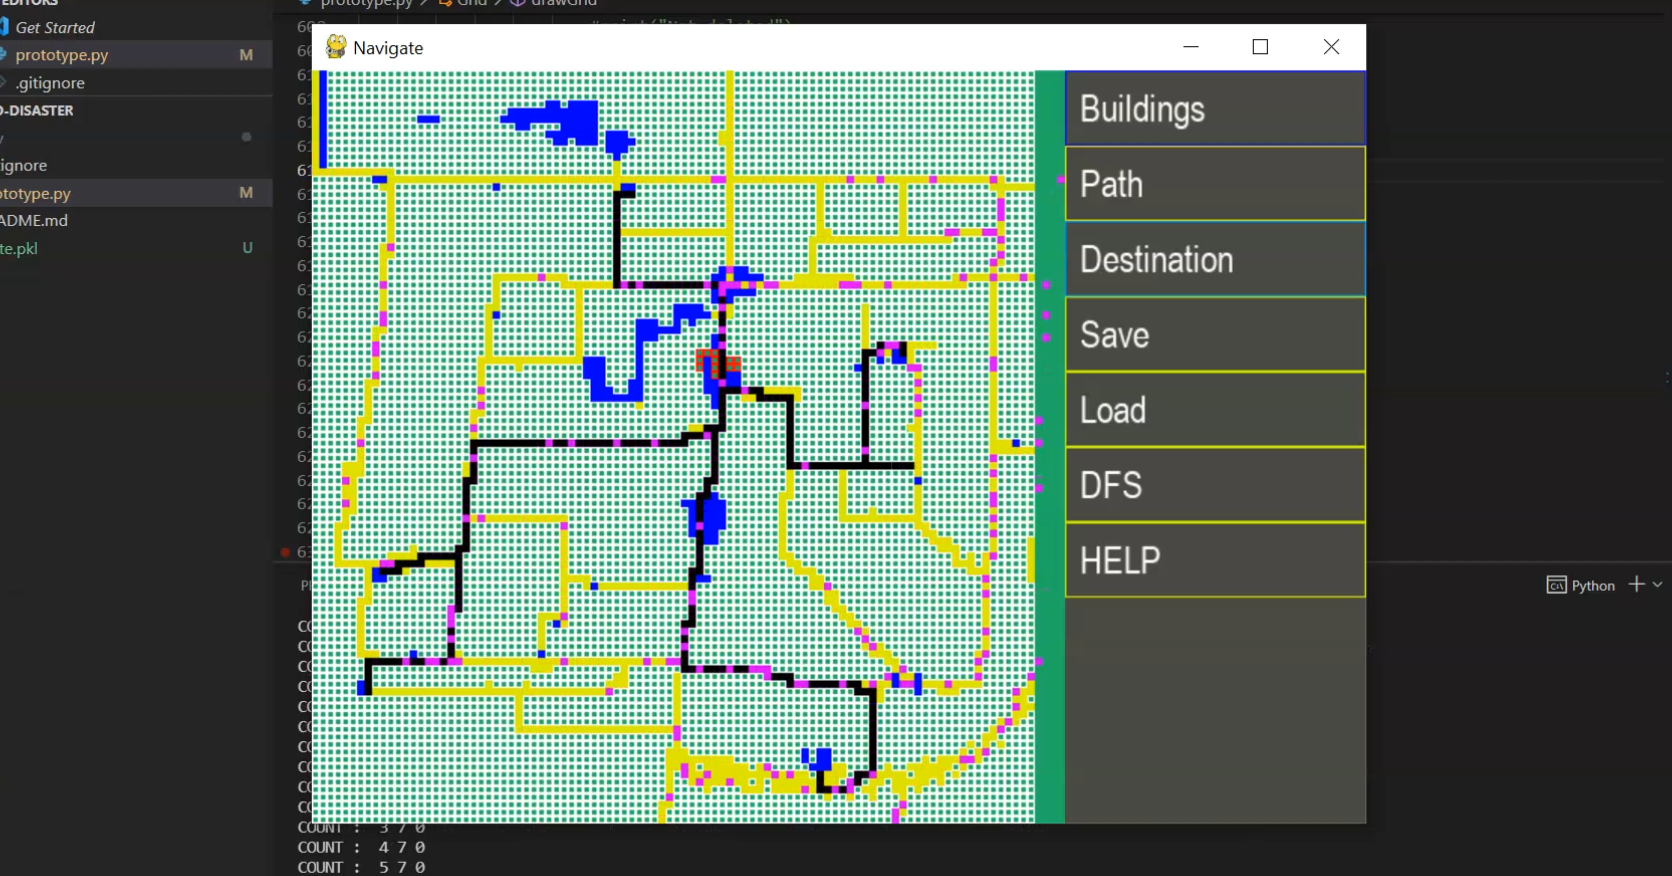 EDITORS
prototype.py > Grid > drawGrid
Get Started
Navigate
prototype.py M
.gitignore
O-DISASTER
ignore
ototype.py M
ADME.md
te.pkl U
Buildings
Path
Destination
Save
Load
DFS
HELP
Python
COUNT : 3 7 0
COUNT : 4 7 0
COUNT : 5 7 0